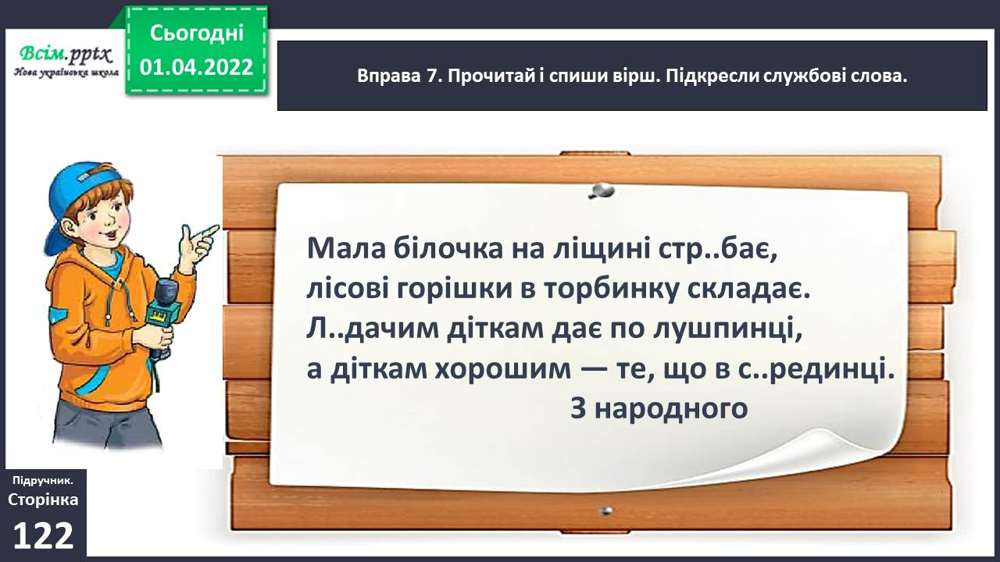 Всім.pptx
Нова українська школа
Сьогодні
01.04.2022
Вправа 7. Прочитай і спиши вірш. Підкресли службові слова.
Мала білочка на ліщині стр..бає,
лісові горішки в торбинку складає.
Л..дачим діткам дає по лушпинці,
а діткам хорошим — те, що в с..рединці.
З народного
Підручник.
Сторінка
122